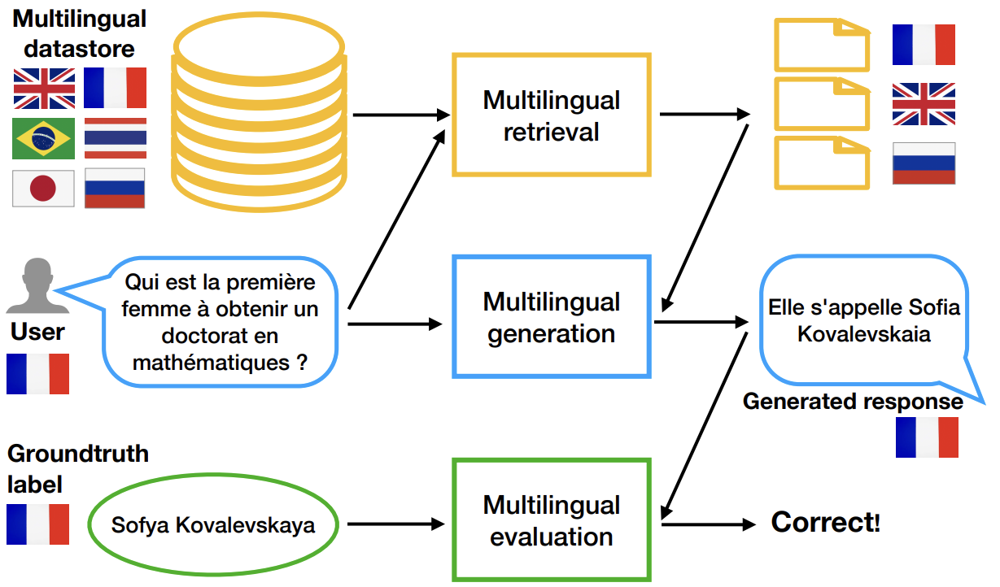 Multilingual
datastore
Multilingual
retrieval
User
Qui est la première
femme à obtenir un
doctorat en
mathématiques ?
Multilingual
generation
Elle s'appelle Sofia
Kovalevskaia
Generated response
Groundtruth
label
Sofya Kovalevskaya
Multilingual
evaluation
Correct!